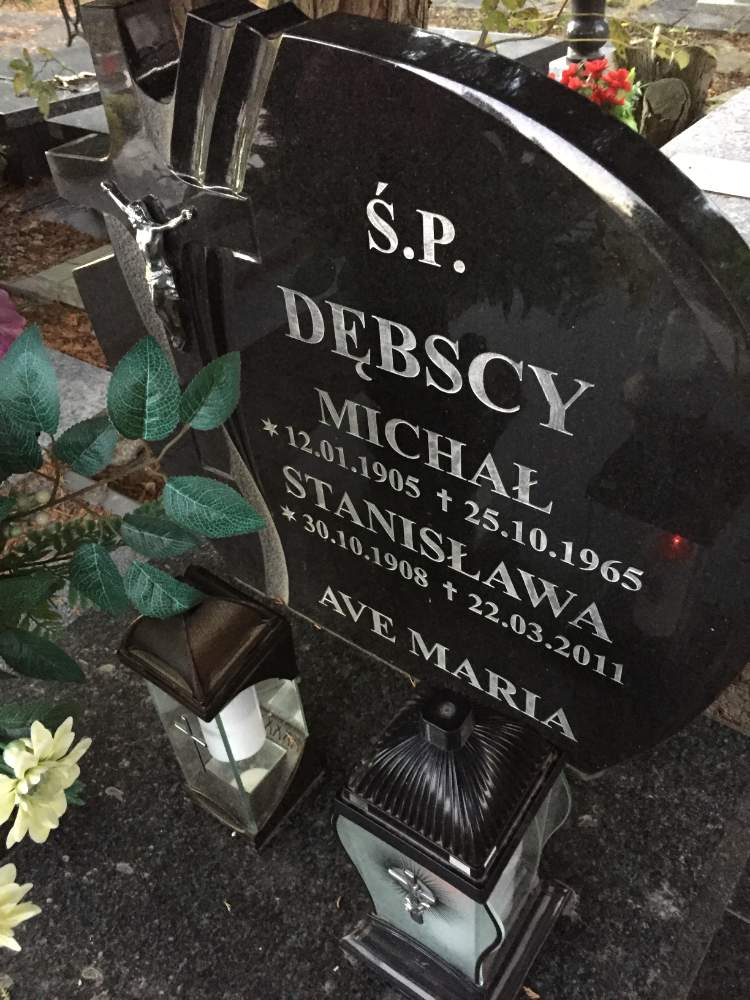 Ś.P.
DĘBSCY
MICHAŁ
* 12.01.1905 † 25.10.1965
STANISŁAWA
* 30.10.1908 † 22.03.2011
AVE MARIA